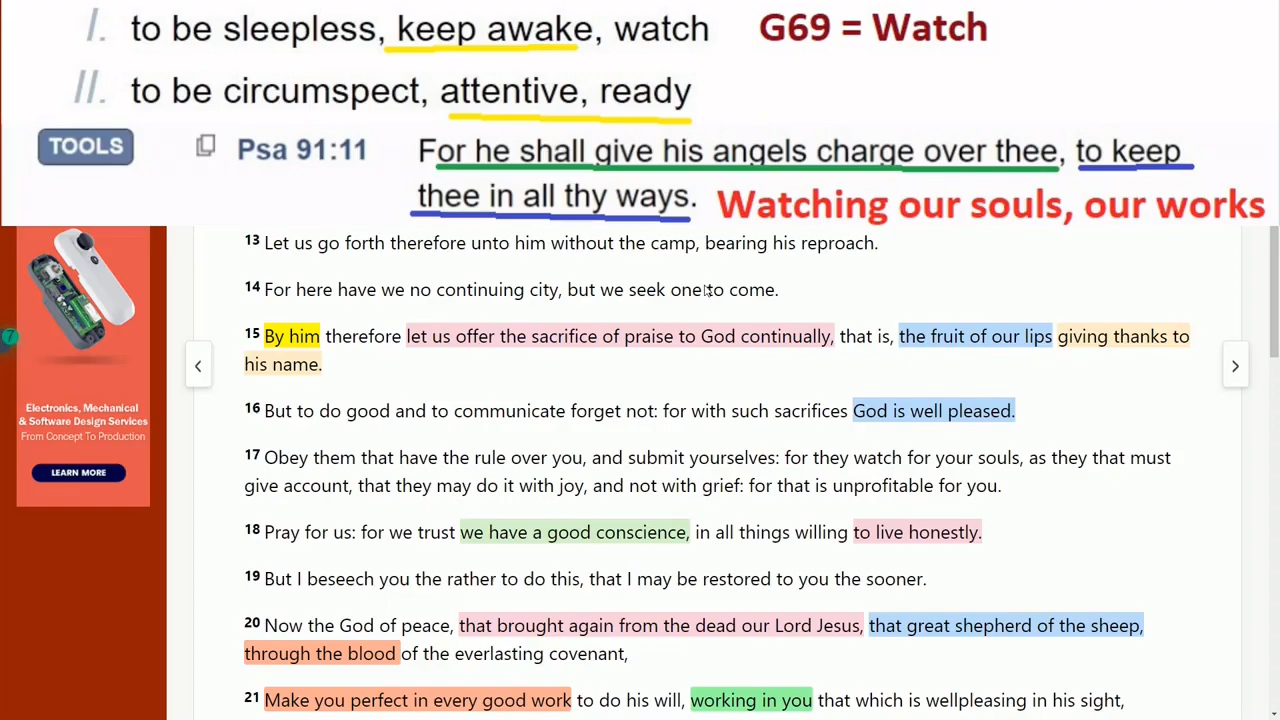 I. to be sleepless, keep awake, watch G69 = Watch
II. to be circumspect, attentive, ready
TOOLS Psa 91:11 For he shall give his angels charge over thee, to keep
thee in all thy ways. Watching our souls, our works
13 Let us go forth therefore unto him without the camp, bearing his reproach.
14 For here have we no continuing city, but we seek one to come.
15 By him therefore let us offer the sacrifice of praise to God continually, that is, the fruit of our lips giving thanks to
his name.
16 But to do good and to communicate forget not: for with such sacrifices God is well pleased.
17 Obey them that have the rule over you, and submit yourselves: for they watch for your souls, as they that must
give account, that they may do it with joy, and not with grief: for that is unprofitable for you.
18 Pray for us: for we trust we have a good conscience, in all things willing to live honestly.
19 But I beseech you the rather to do this, that I may be restored to you the sooner.
20 Now the God of peace, that brought again from the dead our Lord Jesus, that great shepherd of the sheep,
through the blood of the everlasting covenant,
21 Make you perfect in every good work to do his will, working in you that which is wellpleasing in his sight,
7
Electronics, Mechanical
& Software Design Services
From Concept To Production
LEARN MORE